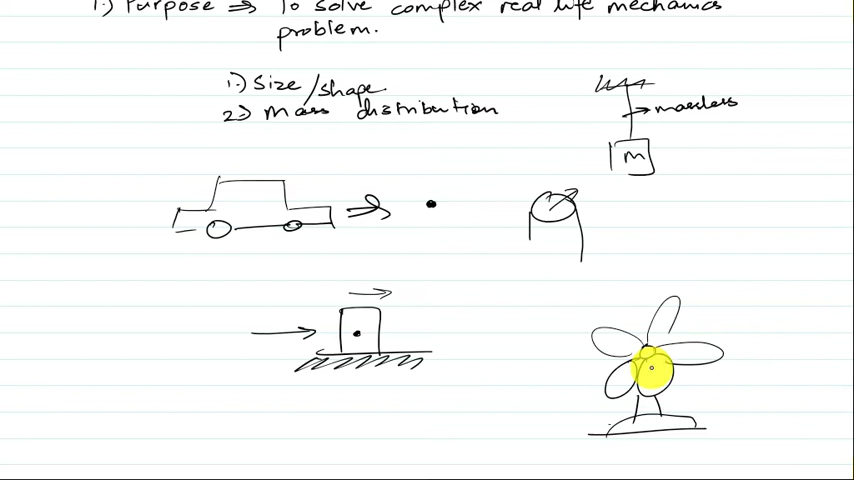 1.) Purpose ⇒ To solve complex real life mechanics
problem.
1.) Size/shape
2.) Mass distribution
massless
m